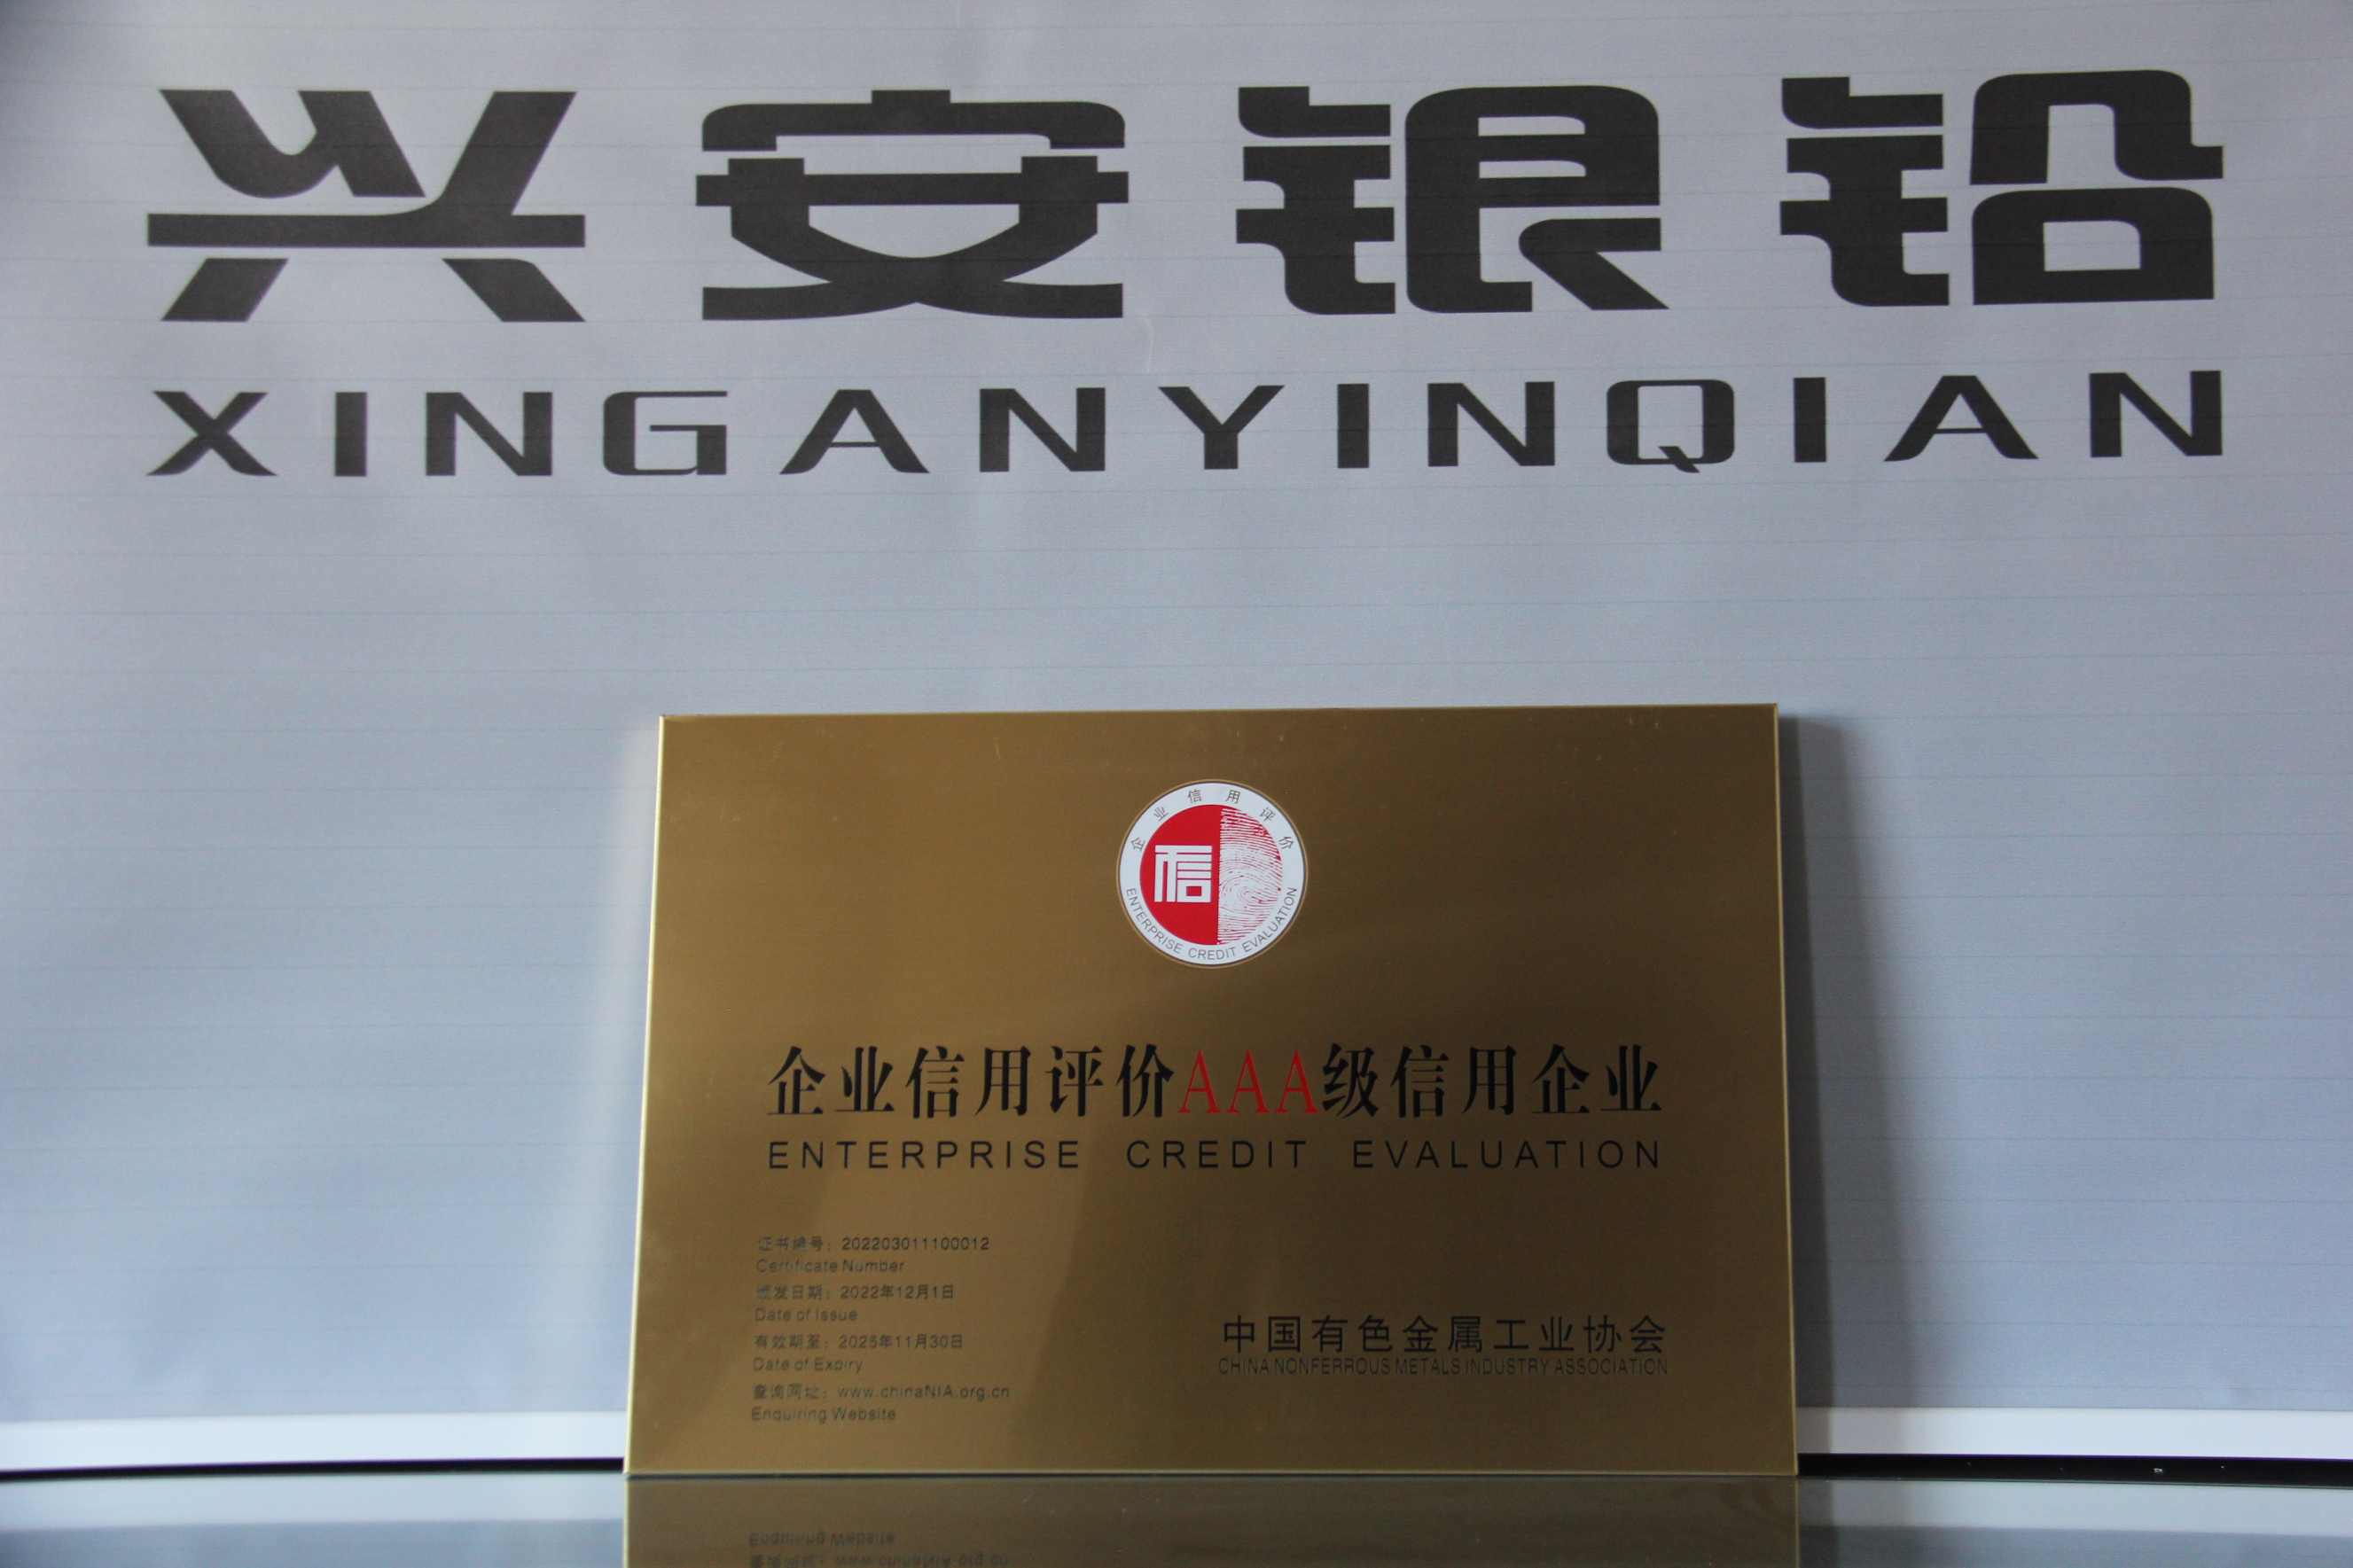 兴安银铅
XINGANYINQIAN
企业信用评价
信
ENTERPRISE CREDIT EVALUATION
企业信用评价AAA级信用企业
ENTERPRISE CREDIT EVALUATION
证书编号：202203011100012
Certificate Number
颁发日期：2022年12月1日
Date of Issue
有效期至：2025年11月30日
Date of Expiry
查询网址：www.chinaNIA.org.cn
Enquiring Website
中国有色金属工业协会
CHINA NONFERROUS METALS INDUSTRY ASSOCIATION